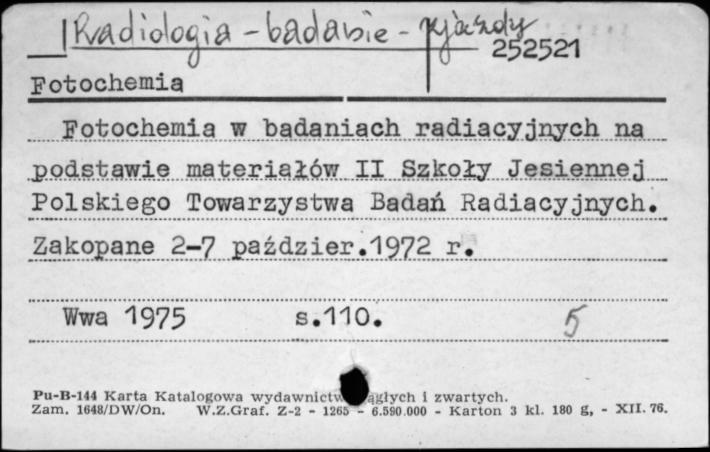 Radiologia - badanie - zjazdy
252521
Fotochemia
Fotochemia w badaniach radiacyjnych na
podstawie materiałów II Szkoły Jesiennej
Polskiego Towarzystwa Badań Radiacyjnych.
Zakopane 2-7 paździer.1972 r.
Wwa 1975 s.110. 5
Pu-B-144 Karta Katalogowa wydawnictw ągłych i zwartych.
Zam. 1648/DW/On. W.Z.Graf. Z-2 - 1265 - 6.590.000 - Karton 3 kl. 180 g, - XII. 76.